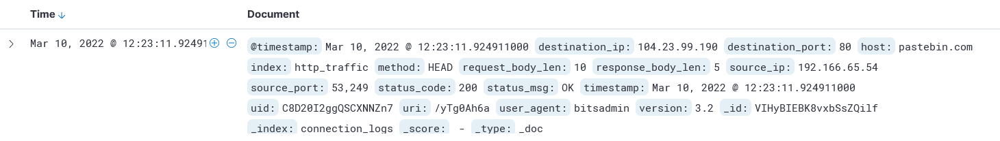 Time Document
Mar 10, 2022 @ 12:23:11.92491 @timestamp: Mar 10, 2022 @ 12:23:11.924911000 destination_ip: 104.23.99.190 destination_port: 80 host: pastebin.com
index: http_traffic method: HEAD request_body_len: 10 response_body_len: 5 source_ip: 192.166.65.54
source_port: 53,249 status_code: 200 status_msg: OK timestamp: Mar 10, 2022 @ 12:23:11.924911000
uid: C8D20I2ggQSCXNNZn7 uri: /yTg0Ah6a user_agent: bitsadmin version: 3.2 _id: VIHyBIEBK8vxbSsZQilf
_index: connection_logs _score: - _type: _doc